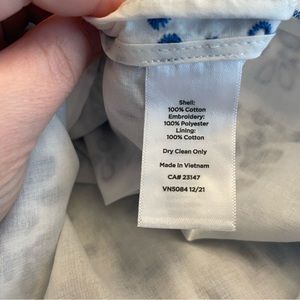 Shell:
100% Cotton
Embroidery:
100% Polyester
Lining:
100% Cotton
Dry Clean Only
Made in Vietnam
CA# 23147
VN5084 12/21